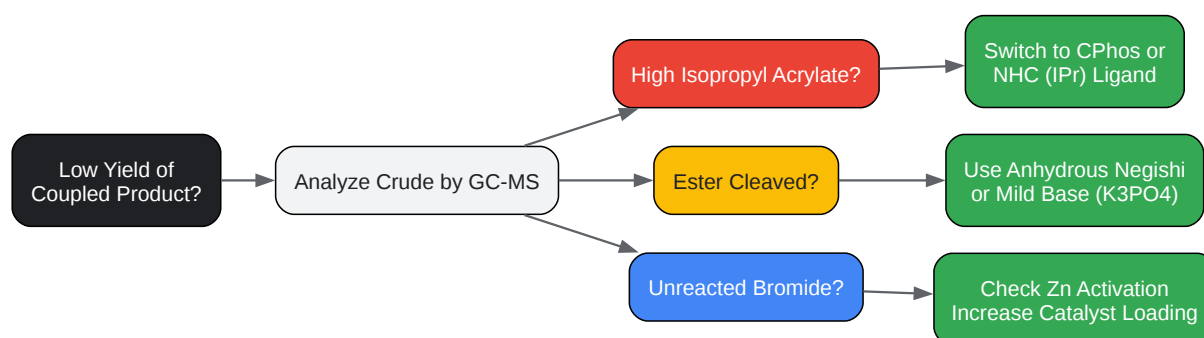 Low Yield of
Coupled Product?
Analyze Crude by GC-MS
High Isopropyl Acrylate?
Switch to CPhos or
NHC (IPr) Ligand
Ester Cleaved?
Use Anhydrous Negishi
or Mild Base (K3PO4)
Unreacted Bromide?
Check Zn Activation
Increase Catalyst Loading